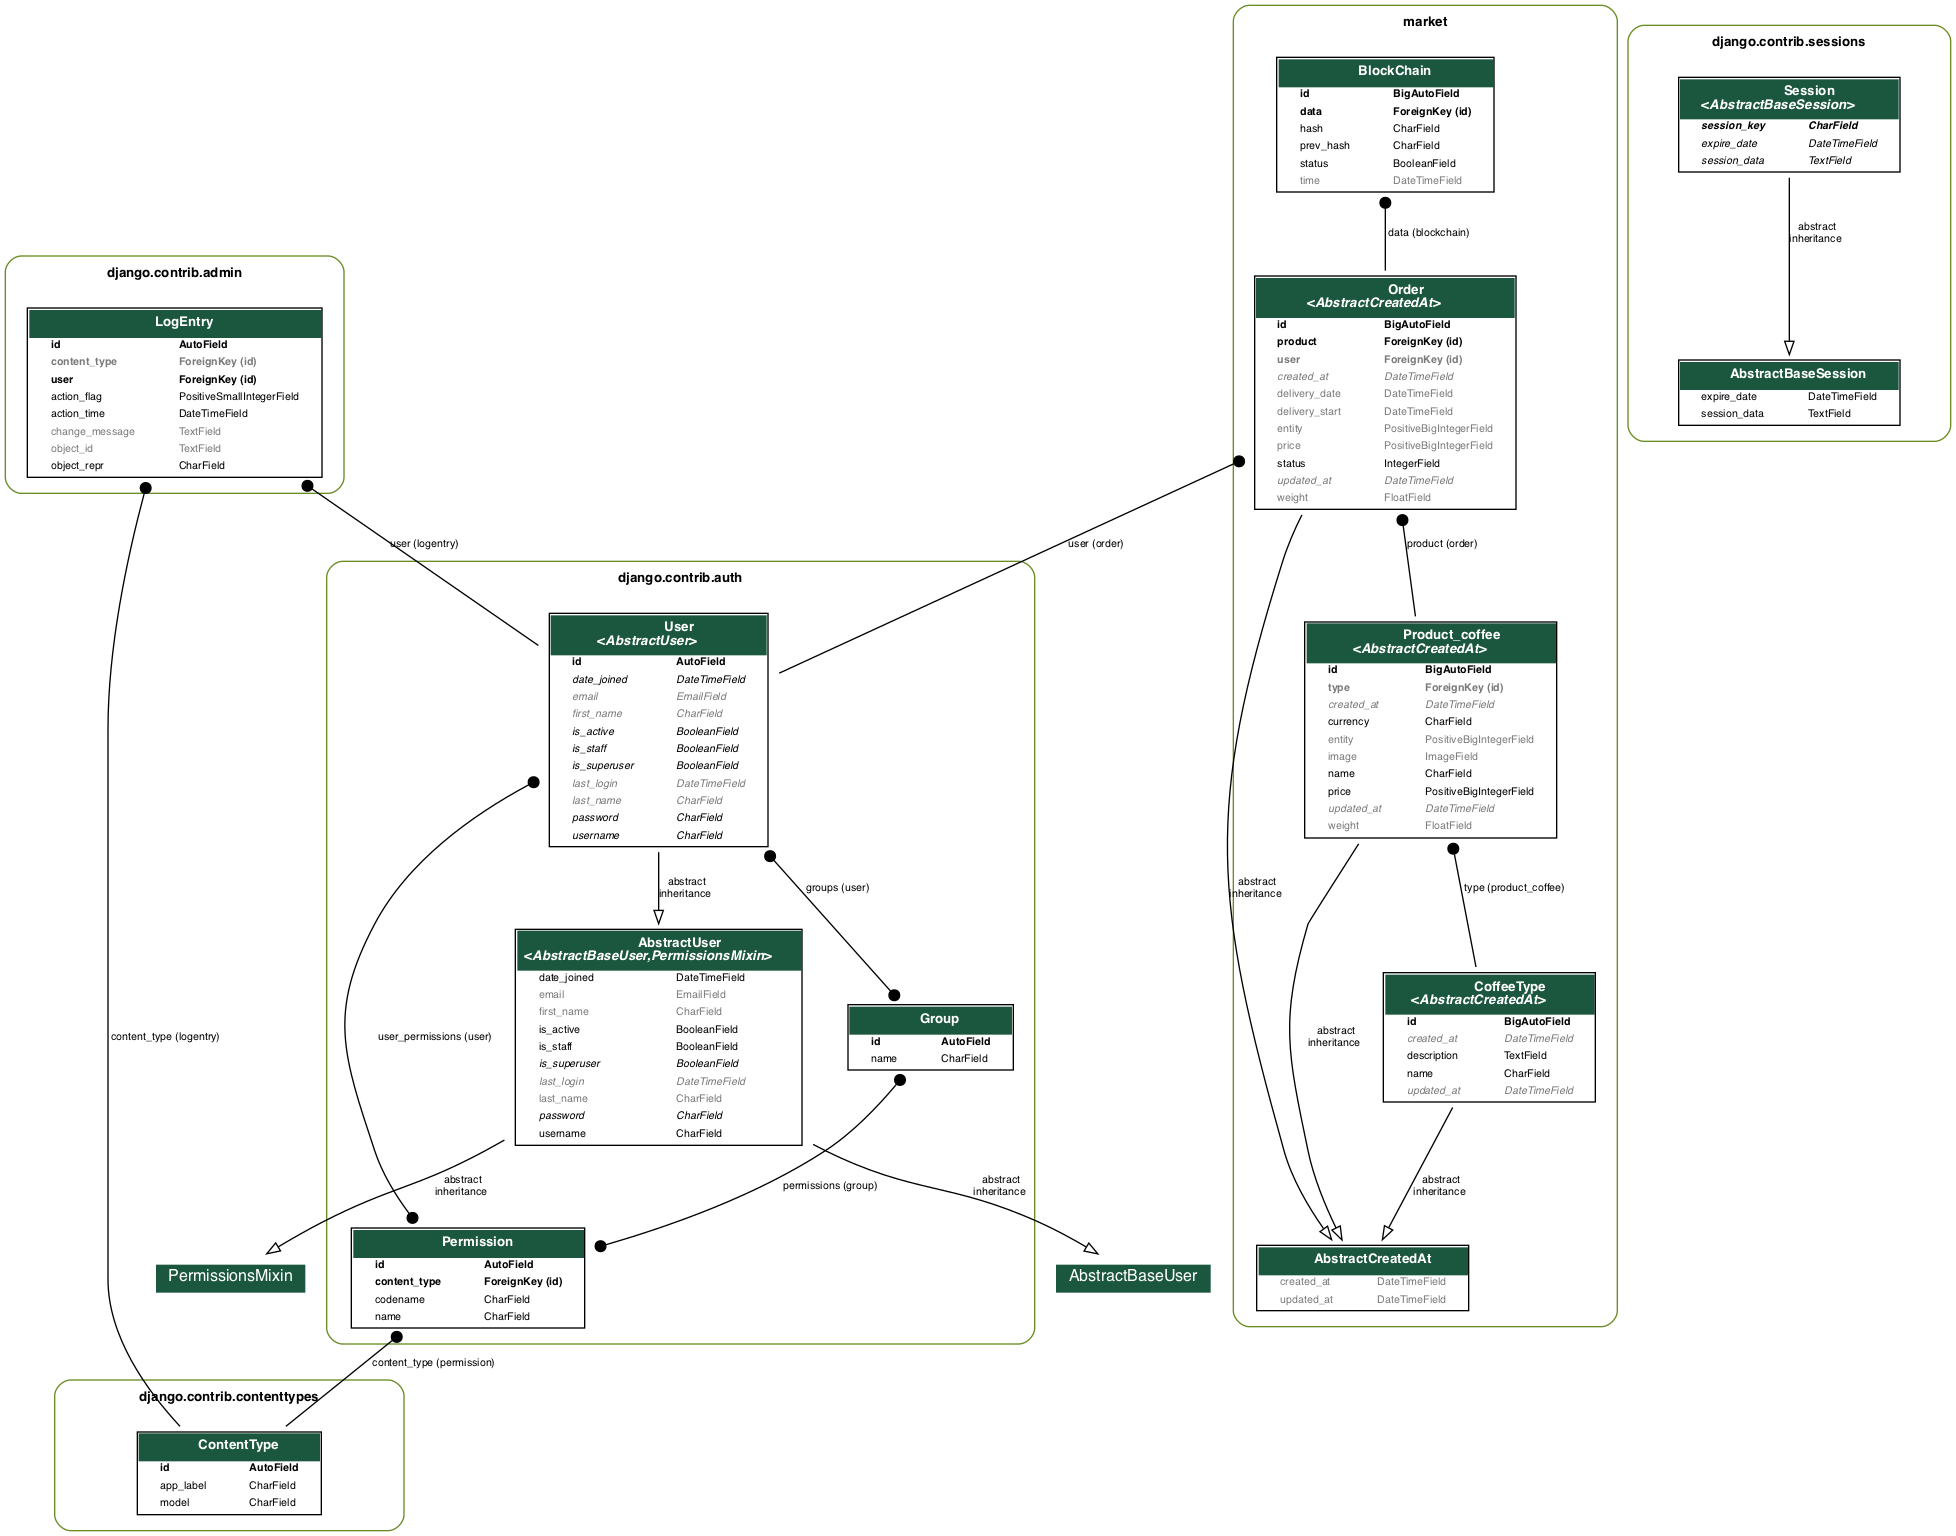 market
BlockChain
id BigAutoField
data ForeignKey (id)
hash CharField
prev_hash CharField
status BooleanField
time DateTimeField
data (blockchain)
Order
<AbstractCreatedAt>
id BigAutoField
product ForeignKey (id)
user ForeignKey (id)
created_at DateTimeField
delivery_date DateTimeField
delivery_start DateTimeField
entity PositiveBigIntegerField
price PositiveBigIntegerField
status IntegerField
updated_at DateTimeField
weight FloatField
user (order)
product (order)
Product_coffee
<AbstractCreatedAt>
id BigAutoField
type ForeignKey (id)
created_at DateTimeField
currency CharField
entity PositiveBigIntegerField
image ImageField
name CharField
price PositiveBigIntegerField
updated_at DateTimeField
weight FloatField
abstract
inheritance
type (product_coffee)
CoffeeType
<AbstractCreatedAt>
id BigAutoField
created_at DateTimeField
description TextField
name CharField
updated_at DateTimeField
abstract
inheritance
abstract
inheritance
AbstractCreatedAt
created_at DateTimeField
updated_at DateTimeField
django.contrib.sessions
Session
<AbstractBaseSession>
session_key CharField
expire_date DateTimeField
session_data TextField
abstract
inheritance
AbstractBaseSession
expire_date DateTimeField
session_data TextField
django.contrib.admin
LogEntry
id AutoField
content_type ForeignKey (id)
user ForeignKey (id)
action_flag PositiveSmallIntegerField
action_time DateTimeField
change_message TextField
object_id TextField
object_repr CharField
user (logentry)
content_type (logentry)
django.contrib.auth
User
<AbstractUser>
id AutoField
date_joined DateTimeField
email EmailField
first_name CharField
is_active BooleanField
is_staff BooleanField
is_superuser BooleanField
last_login DateTimeField
last_name CharField
password CharField
username CharField
abstract
inheritance
groups (user)
user_permissions (user)
AbstractUser
<AbstractBaseUser,PermissionsMixin>
date_joined DateTimeField
email EmailField
first_name CharField
is_active BooleanField
is_staff BooleanField
is_superuser BooleanField
last_login DateTimeField
last_name CharField
password CharField
username CharField
Group
id AutoField
name CharField
abstract
inheritance
permissions (group)
abstract
inheritance
PermissionsMixin
AbstractBaseUser
Permission
id AutoField
content_type ForeignKey (id)
codename CharField
name CharField
content_type (permission)
django.contrib.contenttypes
ContentType
id AutoField
app_label CharField
model CharField